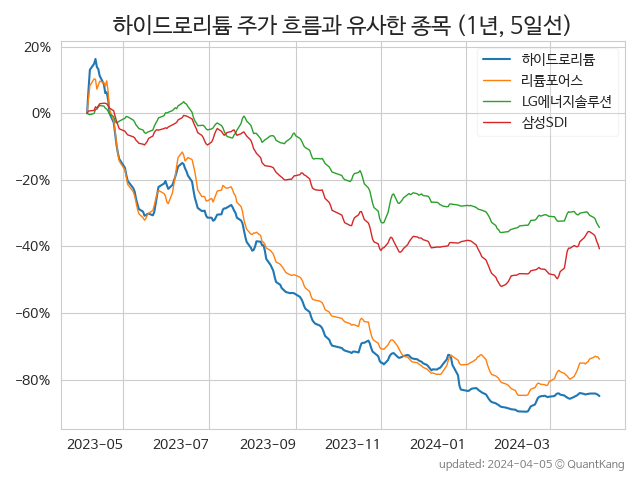 하이드로리튬 주가 흐름과 유사한 종목 (1년, 5일선)
하이드로리튬
리튬포어스
LG에너지솔루션
삼성SDI
20%
0%
−20%
−40%
−60%
−80%
2023-05 2023-07 2023-09 2023-11 2024-01 2024-03
updated: 2024-04-05 © QuantKang